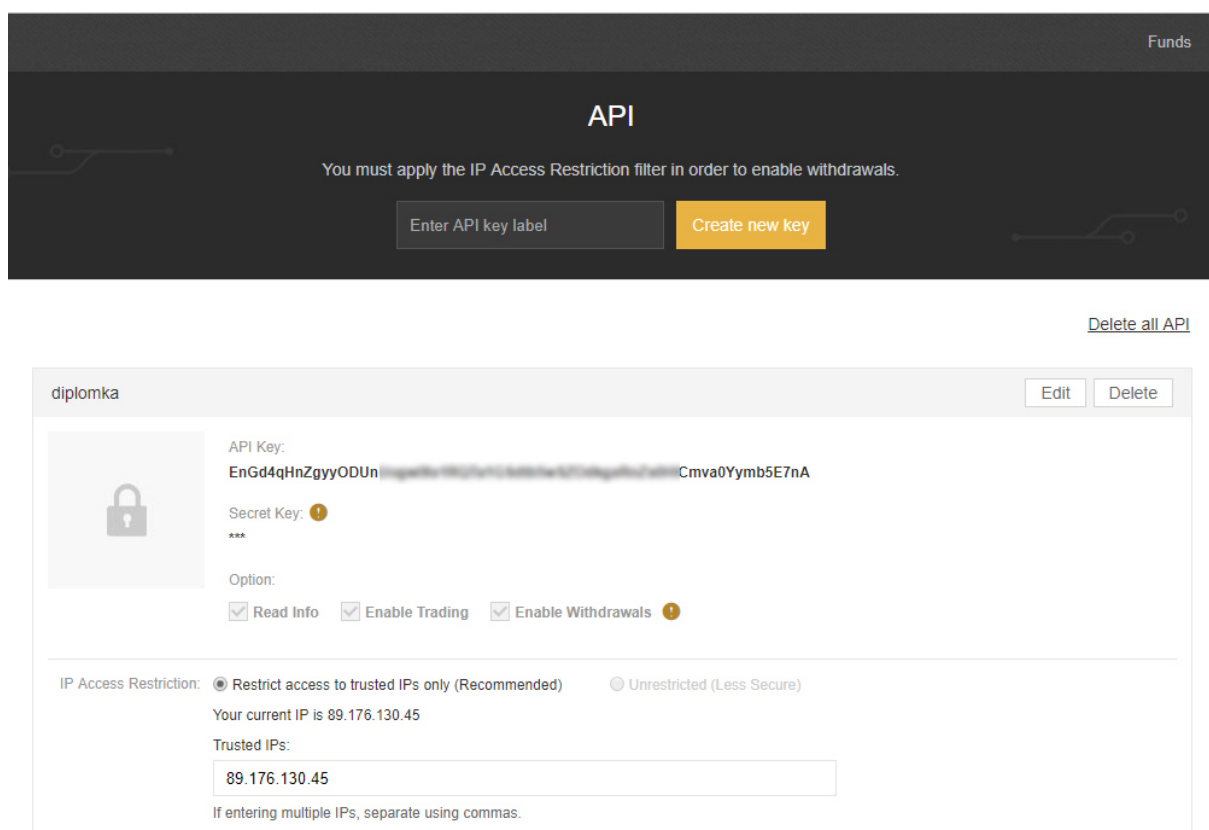 Funds
API
You must apply the IP Access Restriction filter in order to enable withdrawals.
Enter API key label
Create new key
Delete all API
diplomka
Edit
Delete
API Key:
EnGd4qHnZgyyODUn Cmva0Yymb5E7nA
Secret Key:
***
Option:
Read Info Enable Trading Enable Withdrawals
IP Access Restriction: Restrict access to trusted IPs only (Recommended) Unrestricted (Less Secure)
Your current IP is 89.176.130.45
Trusted IPs:
89.176.130.45
If entering multiple IPs, separate using commas.